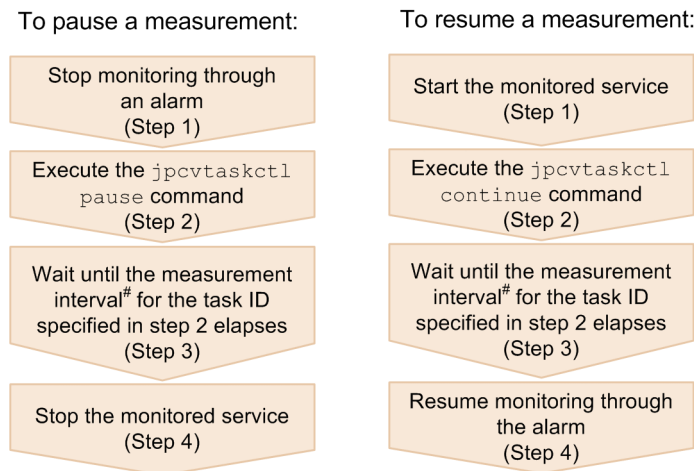 To pause a measurement:
Stop monitoring through
an alarm
(Step 1)
Execute the jpcvtaskctl
pause command
(Step 2)
Wait until the measurement
interval# for the task ID
specified in step 2 elapses
(Step 3)
Stop the monitored service
(Step 4)
To resume a measurement:
Start the monitored service
(Step 1)
Execute the jpcvtaskctl
continue command
(Step 2)
Wait until the measurement
interval# for the task ID
specified in step 2 elapses
(Step 3)
Resume monitoring through
the alarm
(Step 4)